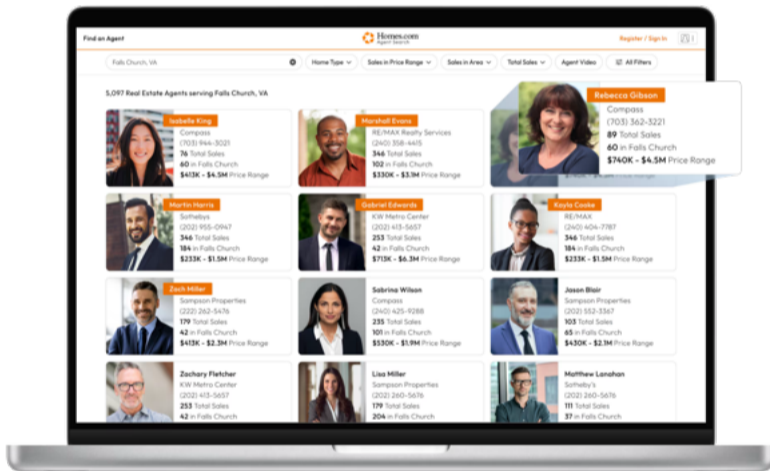 Find an Agent
Homes.com
Agent Search
Register / Sign In
Falls Church, VA
Home Type
Sales in Price Range
Sales in Area
Total Sales
Agent Video
All Filters
5,097 Real Estate Agents serving Falls Church, VA
Isabelle King
Compass
(703) 944-3021
76 Total Sales
60 in Falls Church
$413K - $4.5M Price Range
Marshall Evans
RE/MAX Realty Services
(240) 358-4415
346 Total Sales
102 in Falls Church
$330K - $3.1M Price Range
Rebecca Gibson
Compass
(703) 362-3221
89 Total Sales
60 in Falls Church
$740K - $4.5M Price Range
Martin Harris
Sothebys
(202) 955-0947
346 Total Sales
184 in Falls Church
$233K - $1.5M Price Range
Gabriel Edwards
KW Metro Center
(202) 413-5657
253 Total Sales
42 in Falls Church
$713K - $6.3M Price Range
Kayla Cooke
RE/MAX
(240) 404-7787
346 Total Sales
184 in Falls Church
$233K - $1.5M Price Range
Zach Miller
Sampson Properties
(222) 262-5476
179 Total Sales
42 in Falls Church
$413K - $2.3M Price Range
Sabrina Wilson
Compass
(240) 425-9288
235 Total Sales
101 in Falls Church
$530K - $1.9M Price Range
Jason Blair
Sampson Properties
(202) 552-3367
103 Total Sales
65 in Falls Church
$430K - $2.1M Price Range
Zachary Fletcher
KW Metro Center
(202) 413-5657
253 Total Sales
42 in Falls Church
Lisa Miller
Sampson Properties
(202) 260-5676
179 Total Sales
204 in Falls Church
Matthew Lanahan
Sotheby's
(202) 260-5676
111 Total Sales
37 in Falls Church